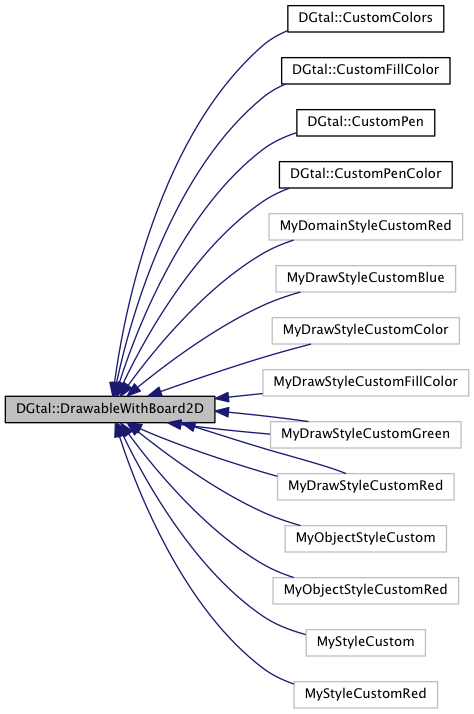 DGtal::CustomColors
DGtal::CustomFillColor
DGtal::CustomPen
DGtal::CustomPenColor
MyDomainStyleCustomRed
MyDrawStyleCustomBlue
MyDrawStyleCustomColor
MyDrawStyleCustomFillColor
DGtal::DrawableWithBoard2D
MyDrawStyleCustomGreen
MyDrawStyleCustomRed
MyObjectStyleCustom
MyObjectStyleCustomRed
MyStyleCustom
MyStyleCustomRed